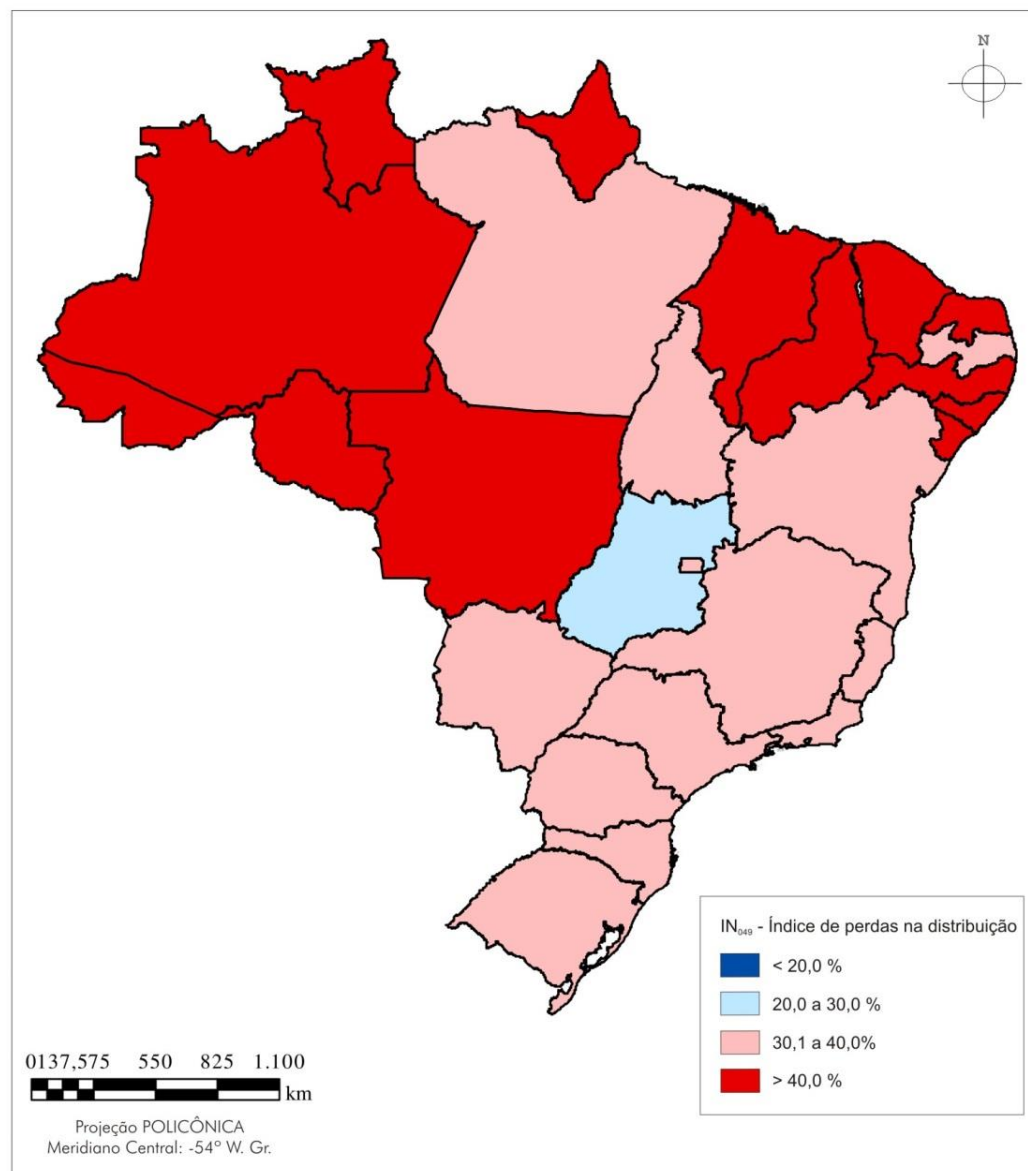 N
IN₀₄₉ - Índice de perdas na distribuição
< 20,0 %
20,0 a 30,0 %
30,1 a 40,0%
> 40,0 %
0137,575 550 825 1.100
km
Projeção POLICÔNICA
Meridiano Central: -54º W. Gr.